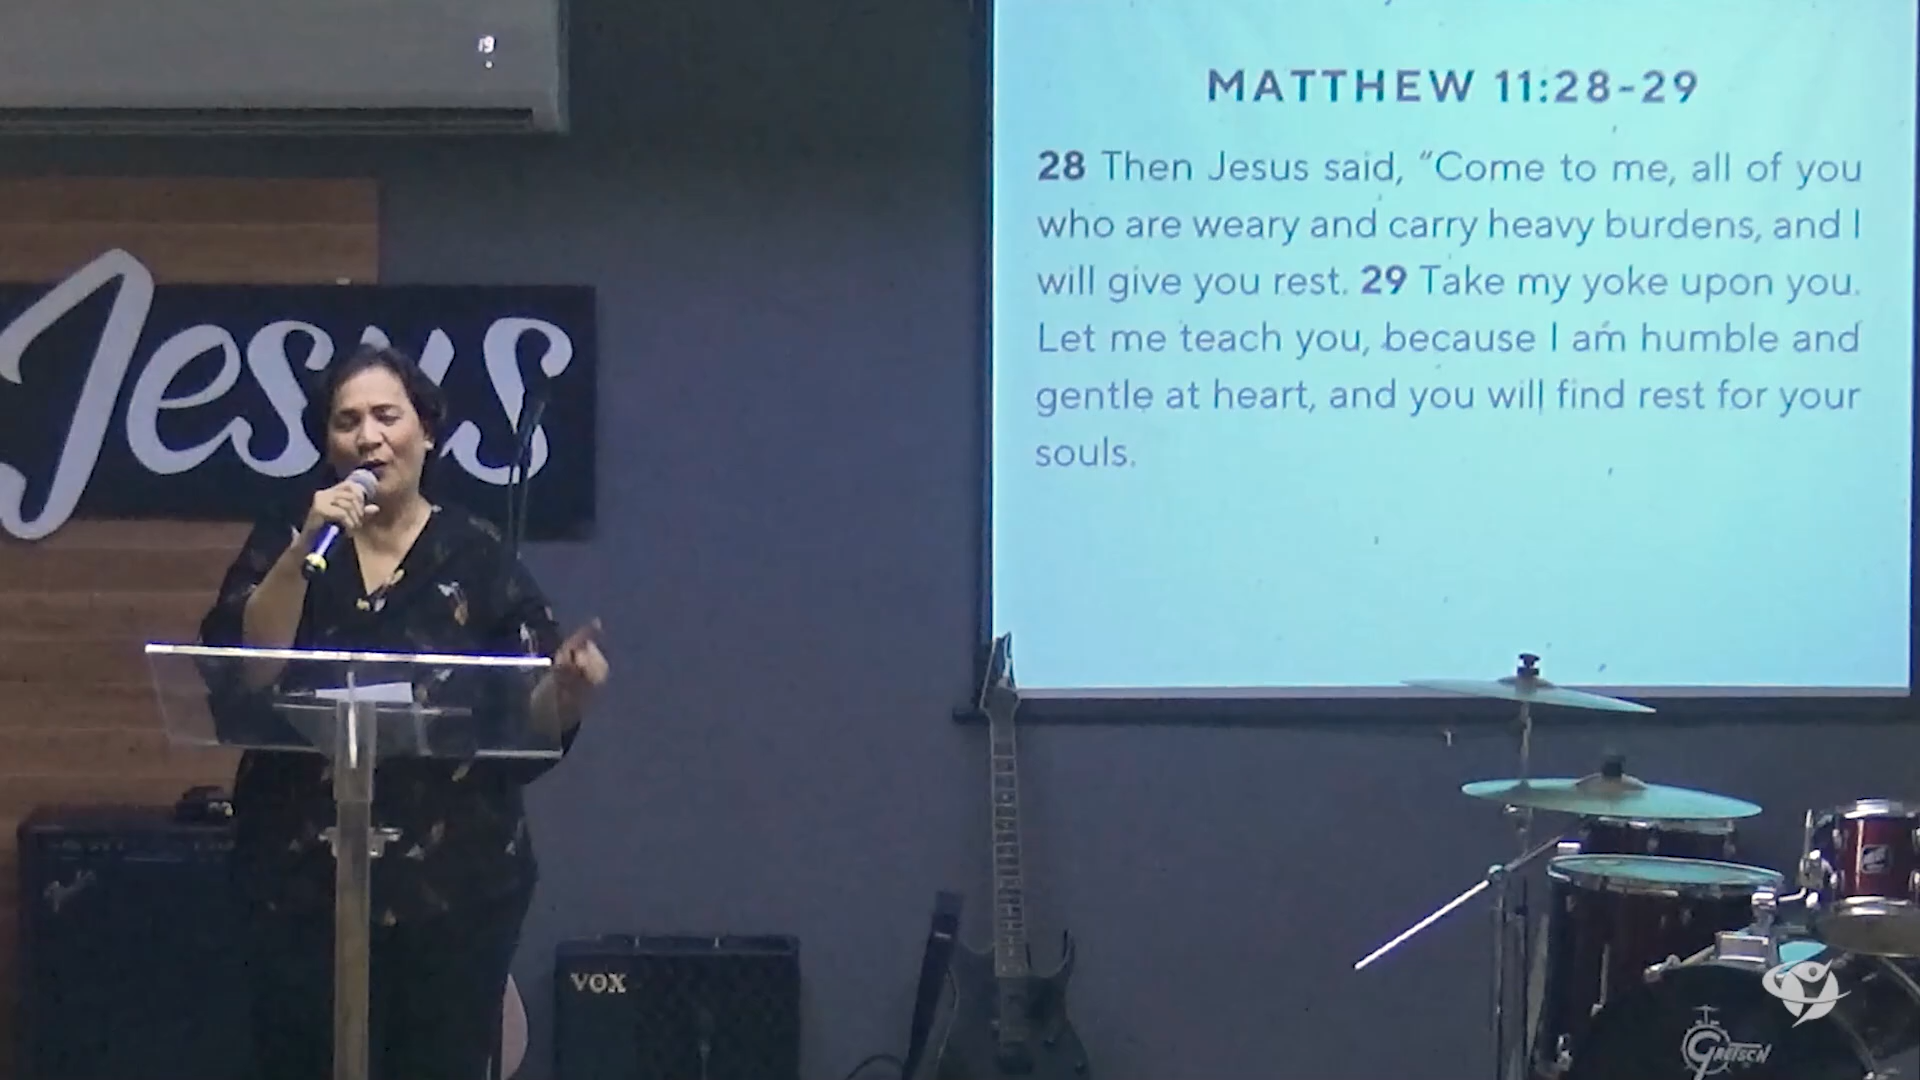 19
Jesus
MATTHEW 11:28-29
28 Then Jesus said, “Come to me, all of you
who are weary and carry heavy burdens, and I
will give you rest. 29 Take my yoke upon you.
Let me teach you, because I am humble and
gentle at heart, and you will find rest for your
souls.
VOX
GRETSCH